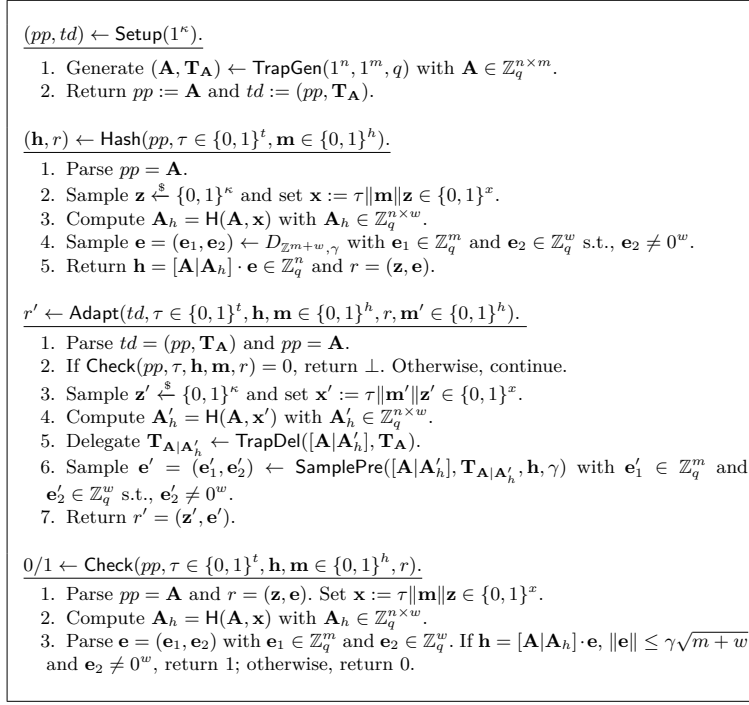 (pp, td) ← Setup(1^κ).
1. Generate (A, T_A) ← TrapGen(1^n, 1^m, q) with A ∈ ℤ_q^{n×m}.
2. Return pp := A and td := (pp, T_A).
(h, r) ← Hash(pp, τ ∈ {0, 1}^t, m ∈ {0, 1}^h).
1. Parse pp = A.
2. Sample z ←^$ {0, 1}^κ and set x := τ‖m‖z ∈ {0, 1}^x.
3. Compute A_h = H(A, x) with A_h ∈ ℤ_q^{n×w}.
4. Sample e = (e_1, e_2) ← D_{ℤ^{m+w},γ} with e_1 ∈ ℤ_q^m and e_2 ∈ ℤ_q^w s.t., e_2 ≠ 0^w.
5. Return h = [A|A_h] · e ∈ ℤ_q^n and r = (z, e).
r′ ← Adapt(td, τ ∈ {0, 1}^t, h, m ∈ {0, 1}^h, r, m′ ∈ {0, 1}^h).
1. Parse td = (pp, T_A) and pp = A.
2. If Check(pp, τ, h, m, r) = 0, return ⊥. Otherwise, continue.
3. Sample z′ ←^$ {0, 1}^κ and set x′ := τ‖m′‖z′ ∈ {0, 1}^x.
4. Compute A′_h = H(A, x′) with A′_h ∈ ℤ_q^{n×w}.
5. Delegate T_{A|A′_h} ← TrapDel([A|A′_h], T_A).
6. Sample e′ = (e′_1, e′_2) ← SamplePre([A|A′_h], T_{A|A′_h}, h, γ) with e′_1 ∈ ℤ_q^m and
e′_2 ∈ ℤ_q^w s.t., e′_2 ≠ 0^w.
7. Return r′ = (z′, e′).
0/1 ← Check(pp, τ ∈ {0, 1}^t, h, m ∈ {0, 1}^h, r).
1. Parse pp = A and r = (z, e). Set x := τ‖m‖z ∈ {0, 1}^x.
2. Compute A_h = H(A, x) with A_h ∈ ℤ_q^{n×w}.
3. Parse e = (e_1, e_2) with e_1 ∈ ℤ_q^m and e_2 ∈ ℤ_q^w. If h = [A|A_h]·e, ‖e‖ ≤ γ√(m + w)
and e_2 ≠ 0^w, return 1; otherwise, return 0.